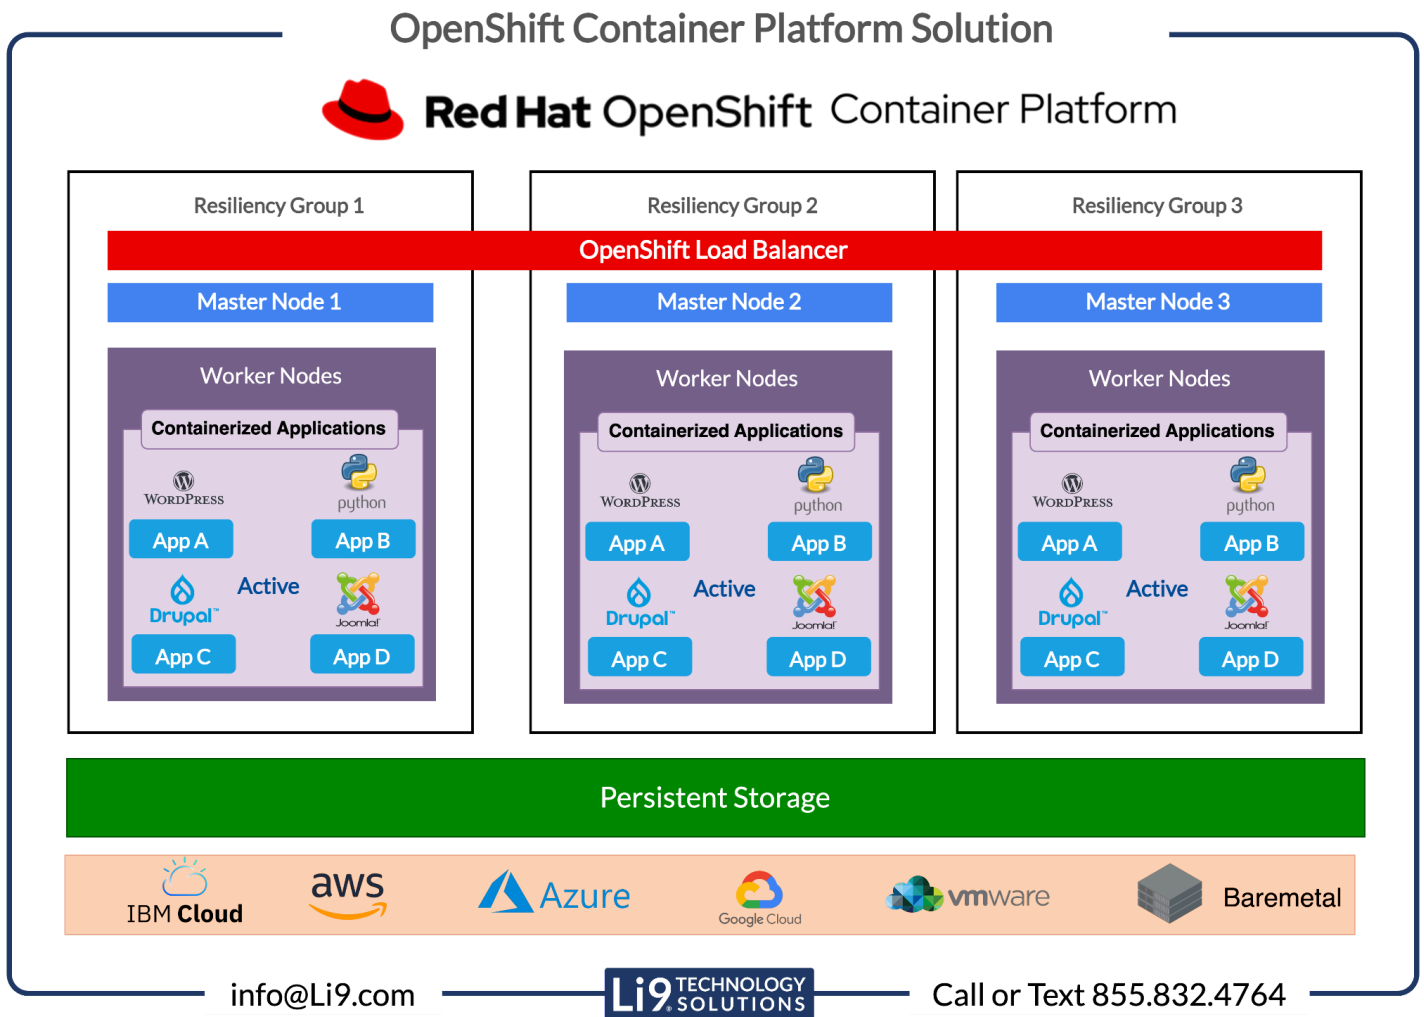 OpenShift Container Platform Solution
Red Hat OpenShift Container Platform
Resiliency Group 1
Resiliency Group 2
Resiliency Group 3
OpenShift Load Balancer
Master Node 1
Master Node 2
Master Node 3
Worker Nodes
Containerized Applications
WORDPRESS
python
App A
App B
Active
Drupal™
Joomla!
App C
App D
Worker Nodes
Containerized Applications
WORDPRESS
python
App A
App B
Active
Drupal™
Joomla!
App C
App D
Worker Nodes
Containerized Applications
WORDPRESS
python
App A
App B
Active
Drupal™
Joomla!
App C
App D
Persistent Storage
IBM Cloud
aws
Azure
Google Cloud
vmware
Baremetal
info@Li9.com
Li9® TECHNOLOGY
SOLUTIONS
Call or Text 855.832.4764